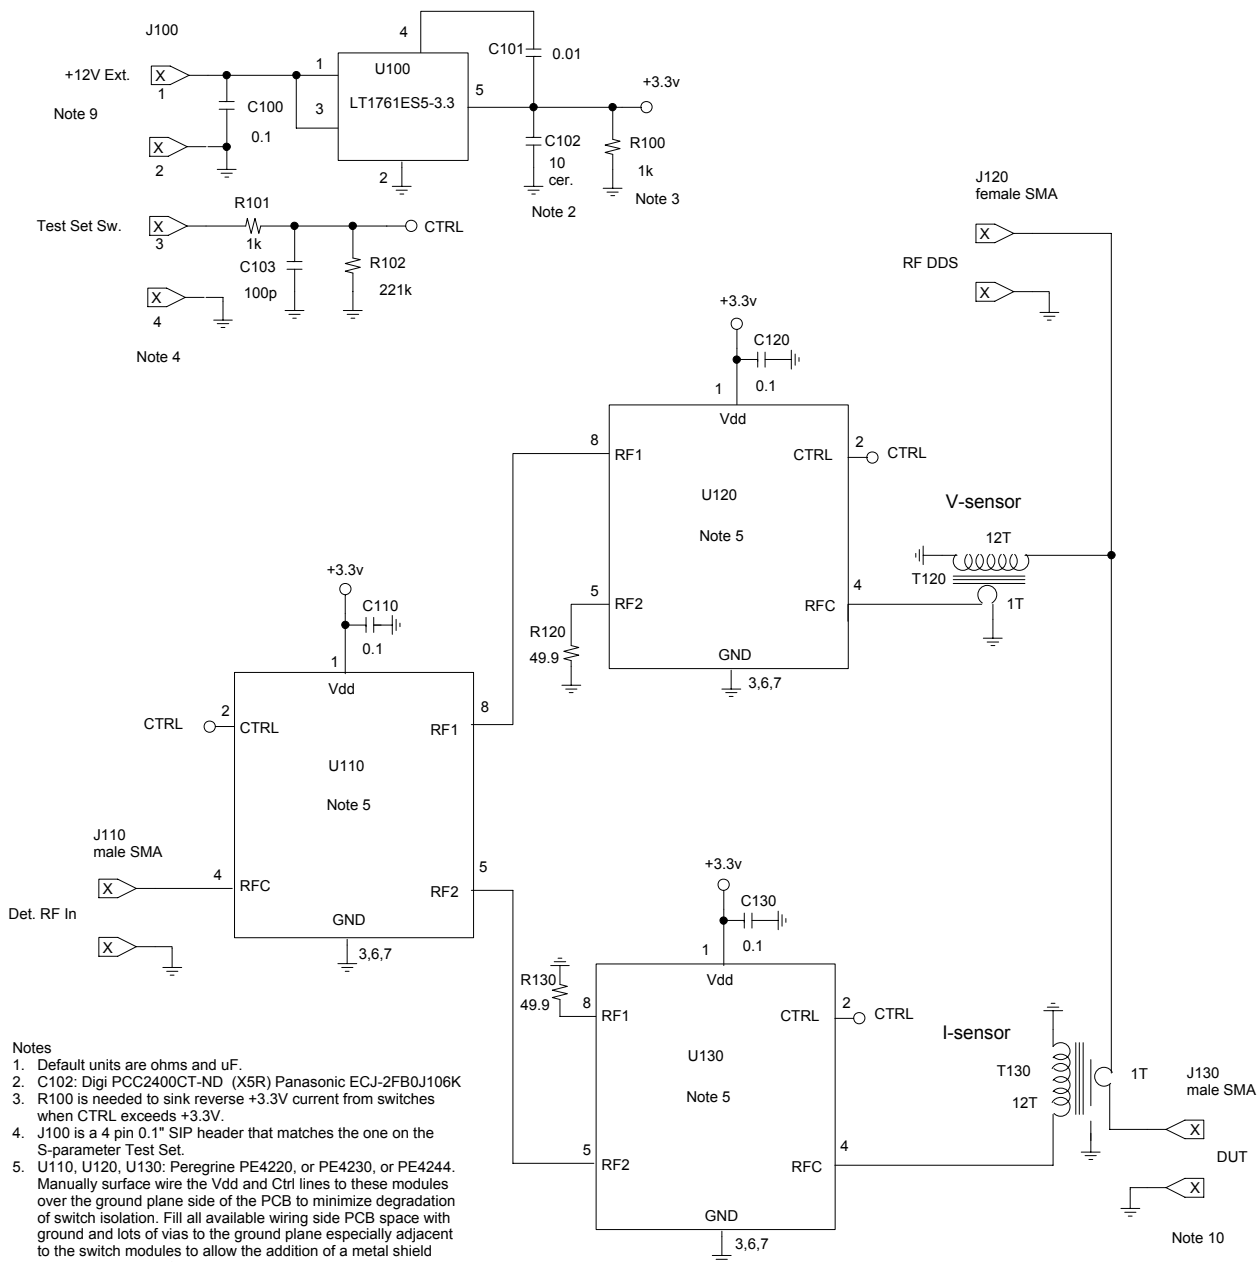 J100
+12V Ext.
X
1
Note 9
X
2
C100
0.1
1
3
4
U100
LT1761ES5-3.3
5
2
C101
0.01
+3.3v
C102
10
cer.
Note 2
R100
1k
Note 3
Test Set Sw.
X
3
R101
1k
C103
100p
R102
221k
CTRL
X
4
Note 4
J120
female SMA
X
RF DDS
X
+3.3v
C120
0.1
1
Vdd
8
RF1
CTRL
2
CTRL
U120
Note 5
5
RF2
RFC
4
R120
49.9
GND
3,6,7
V-sensor
12T
T120
1T
+3.3v
C110
0.1
1
Vdd
CTRL
2
CTRL
RF1
8
U110
Note 5
J110
male SMA
X
4
RFC
RF2
5
Det. RF In
X
GND
3,6,7
+3.3v
C130
0.1
1
Vdd
R130
49.9
8
RF1
CTRL
2
CTRL
U130
Note 5
5
RF2
RFC
4
GND
3,6,7
I-sensor
T130
12T
1T
J130
male SMA
X
DUT
X
Note 10
Notes
1. Default units are ohms and uF.
2. C102: Digi PCC2400CT-ND (X5R) Panasonic ECJ-2FB0J106K
3. R100 is needed to sink reverse +3.3V current from switches
when CTRL exceeds +3.3V.
4. J100 is a 4 pin 0.1" SIP header that matches the one on the
S-parameter Test Set.
5. U110, U120, U130: Peregrine PE4220, or PE4230, or PE4244.
Manually surface wire the Vdd and Ctrl lines to these modules
over the ground plane side of the PCB to minimize degradation
of switch isolation. Fill all available wiring side PCB space with
ground and lots of vias to the ground plane especially adjacent
to the switch modules to allow the addition of a metal shield